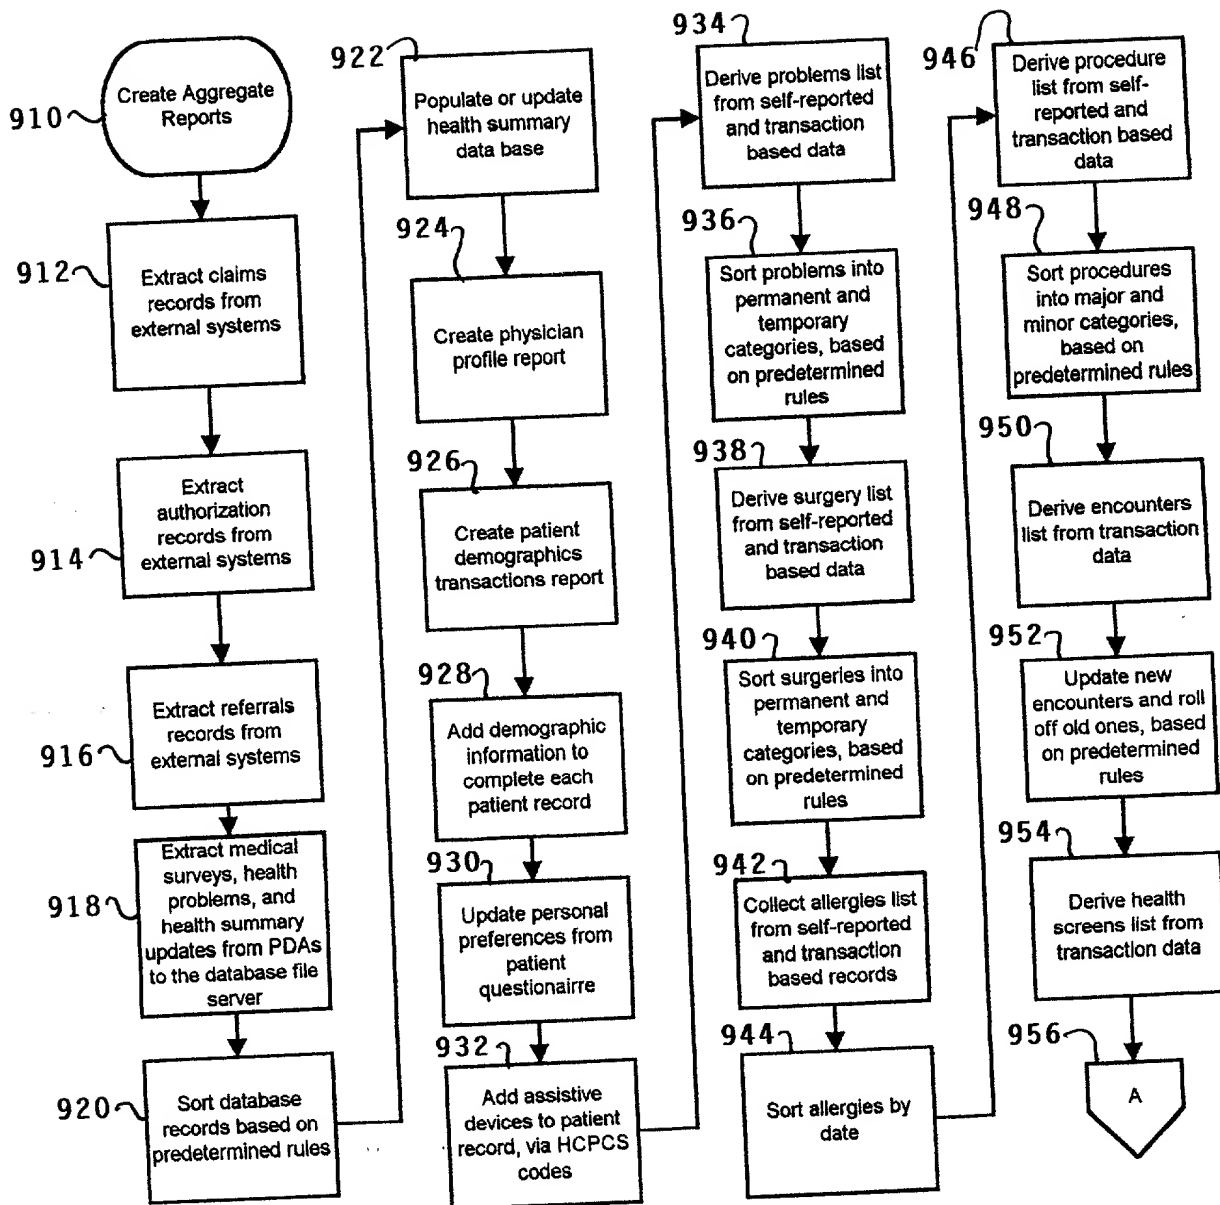 910
Create Aggregate
Reports
912
Extract claims
records from
external systems
914
Extract
authorization
records from
external systems
916
Extract referrals
records from
external systems
918
Extract medical
surveys, health
problems, and
health summary
updates from PDAs
to the database file
server
920
Sort database
records based on
predetermined rules
922
Populate or update
health summary
data base
924
Create physician
profile report
926
Create patient
demographics
transactions report
928
Add demographic
information to
complete each
patient record
930
Update personal
preferences from
patient
questionairre
932
Add assistive
devices to patient
record, via HCPCS
codes
934
Derive problems list
from self-reported
and transaction
based data
936
Sort problems into
permanent and
temporary
categories, based
on predetermined
rules
938
Derive surgery list
from self-reported
and transaction
based data
940
Sort surgeries into
permanent and
temporary
categories, based
on predetermined
rules
942
Collect allergies list
from self-reported
and transaction
based records
944
Sort allergies by
date
946
Derive procedure
list from self-
reported and
transaction based
data
948
Sort procedures
into major and
minor categories,
based on
predetermined rules
950
Derive encounters
list from transaction
data
952
Update new
encounters and roll
off old ones, based
on predetermined
rules
954
Derive health
screens list from
transaction data
956
A